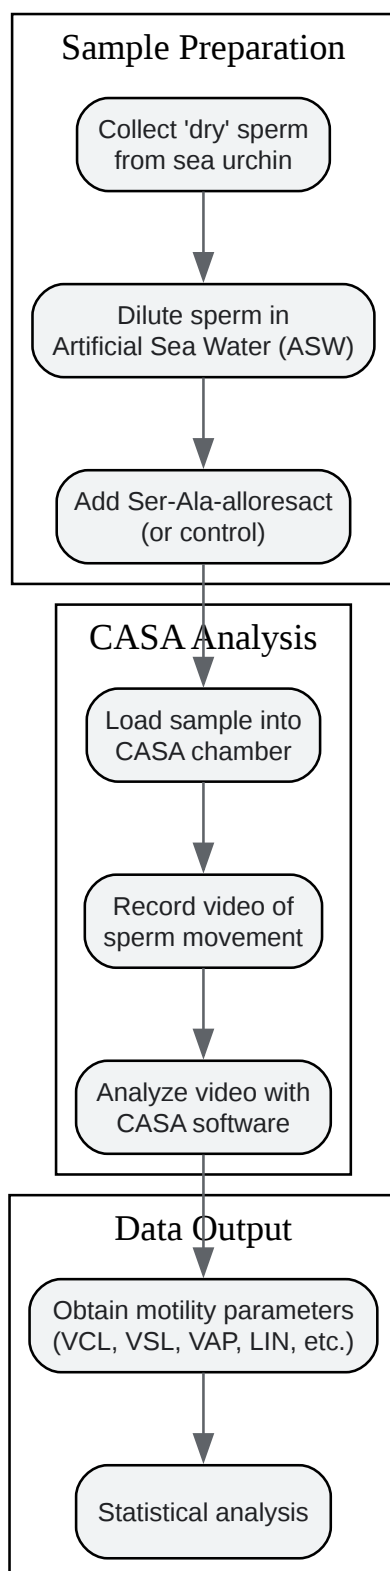 Sample Preparation
Collect 'dry' sperm
from sea urchin
Dilute sperm in
Artificial Sea Water (ASW)
Add Ser-Ala-alloresact
(or control)
CASA Analysis
Load sample into
CASA chamber
Record video of
sperm movement
Analyze video with
CASA software
Data Output
Obtain motility parameters
(VCL, VSL, VAP, LIN, etc.)
Statistical analysis